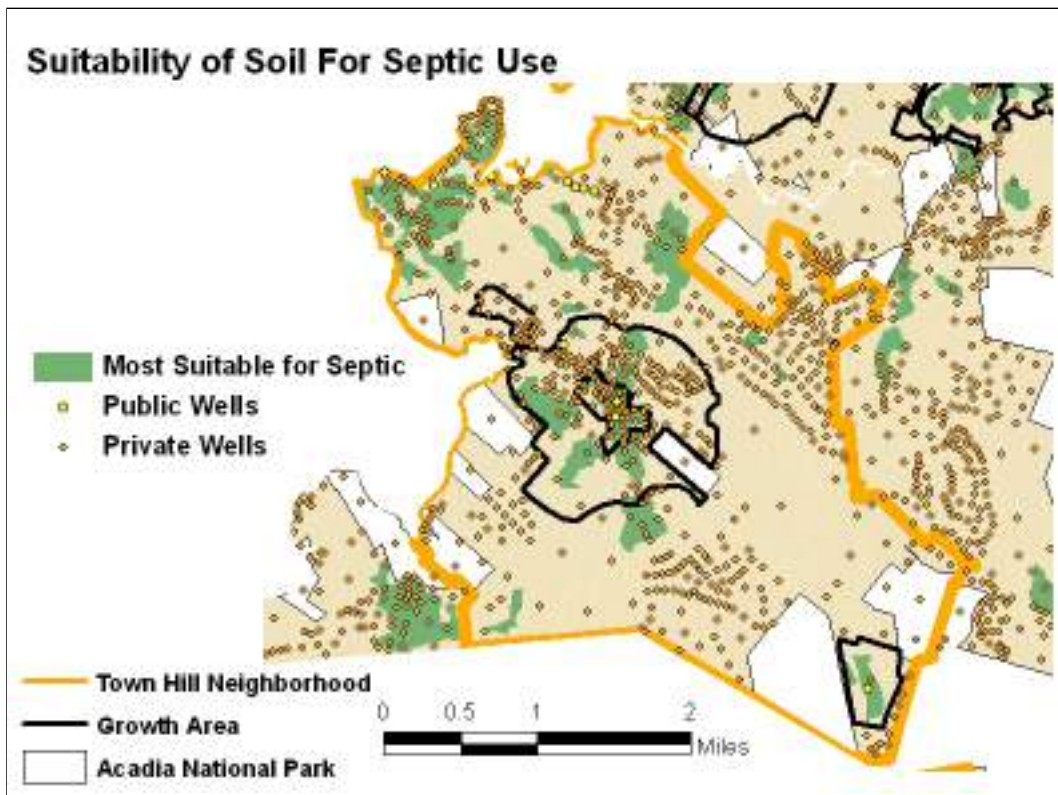 Suitability of Soil For Septic Use
Most Suitable for Septic
Public Wells
Private Wells
Town Hill Neighborhood
Growth Area
Acadia National Park
0 0.5 1 2
Miles